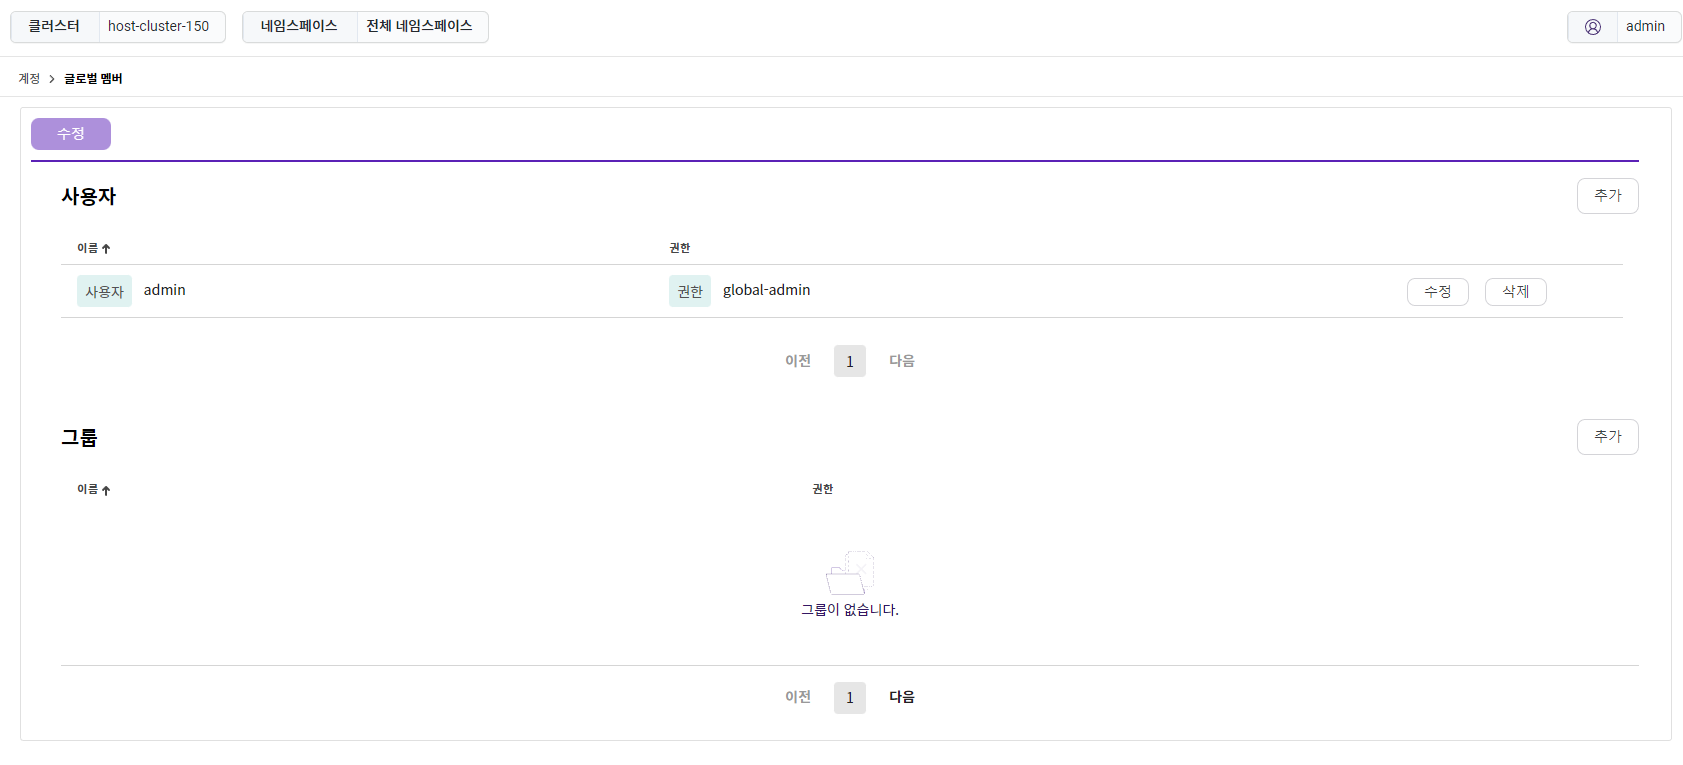 클러스터 host-cluster-150 네임스페이스 전체 네임스페이스 admin
계정 > 글로벌 멤버
수정
사용자 추가
이름 권한
사용자 admin 권한 global-admin 수정 삭제
이전 1 다음
그룹 추가
이름 권한
그룹이 없습니다.
이전 1 다음